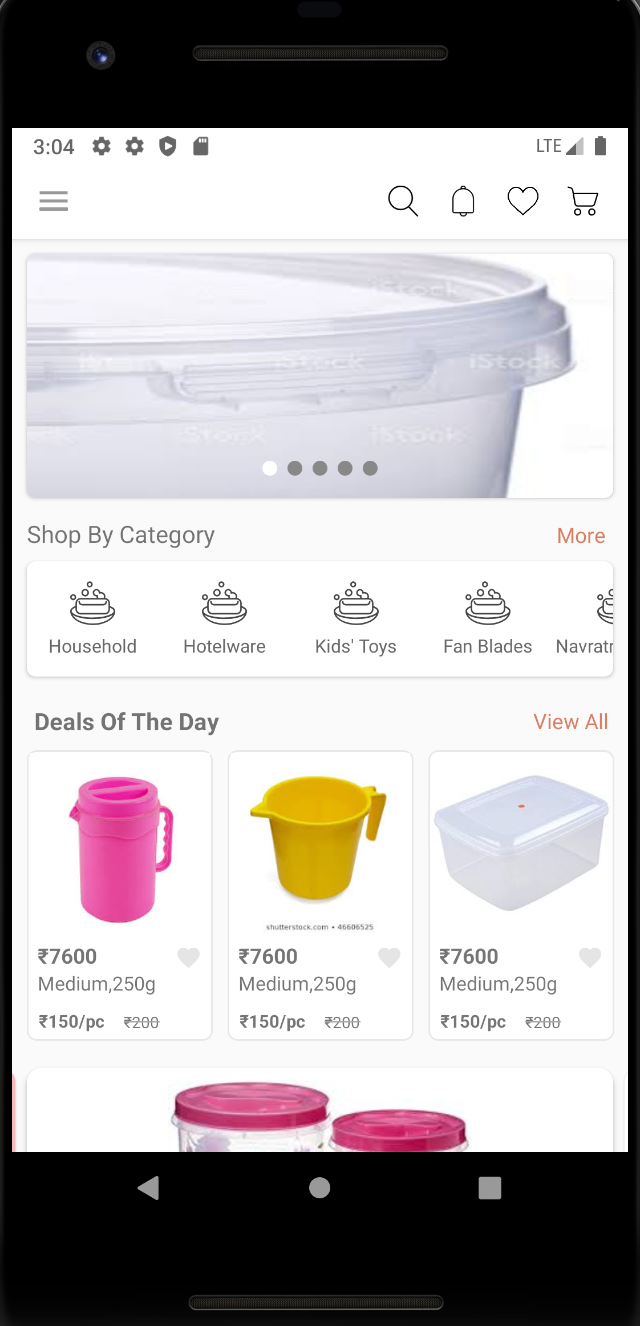 3:04 LTE
iStock
iStock iStock iStock
iStock iStock
Shop By Category More
Household Hotelware Kids' Toys Fan Blades Navratr
Deals Of The Day View All
shutterstock.com • 46606525
₹7600 ₹7600 ₹7600
Medium,250g Medium,250g Medium,250g
₹150/pc ₹200 ₹150/pc ₹200 ₹150/pc ₹200